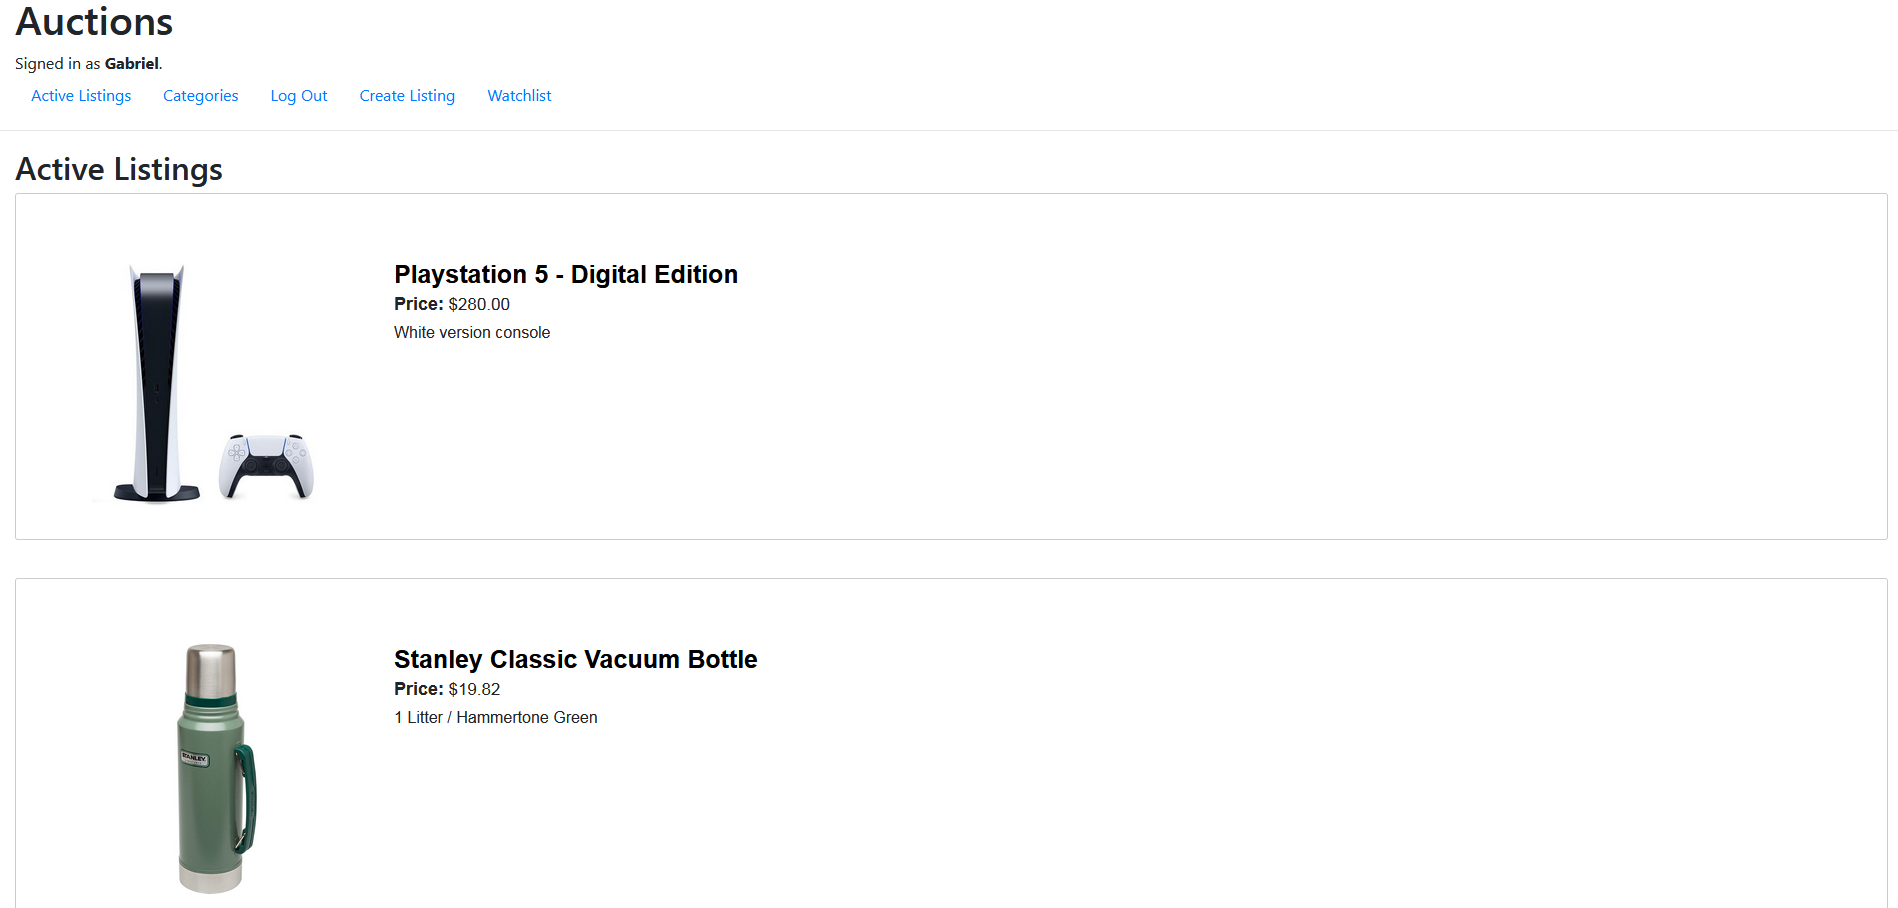 Auctions
Signed in as Gabriel.
Active Listings Categories Log Out Create Listing Watchlist
Active Listings
Playstation 5 - Digital Edition
Price: $280.00
White version console
Stanley Classic Vacuum Bottle
Price: $19.82
1 Litter / Hammertone Green
STANLEY